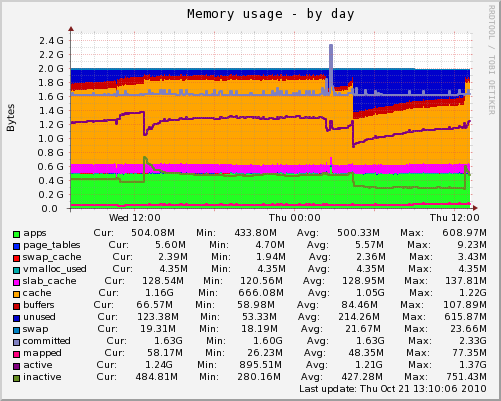 Memory usage - by day
RRDTOOL / TOBI OETIKER
Bytes
2.4 G
2.2 G
2.0 G
1.8 G
1.6 G
1.4 G
1.2 G
1.0 G
0.8 G
0.6 G
0.4 G
0.2 G
0.0
Wed 12:00 Thu 00:00 Thu 12:00
apps Cur: 504.08M Min: 433.80M Avg: 500.33M Max: 608.97M
page_tables Cur: 5.60M Min: 4.70M Avg: 5.57M Max: 9.23M
swap_cache Cur: 2.39M Min: 1.94M Avg: 2.36M Max: 3.43M
vmalloc_used Cur: 4.35M Min: 4.35M Avg: 4.35M Max: 4.35M
slab_cache Cur: 128.54M Min: 120.56M Avg: 128.95M Max: 137.81M
cache Cur: 1.16G Min: 666.08M Avg: 1.05G Max: 1.22G
buffers Cur: 66.57M Min: 58.98M Avg: 84.46M Max: 107.89M
unused Cur: 123.38M Min: 53.33M Avg: 214.26M Max: 615.87M
swap Cur: 19.31M Min: 18.19M Avg: 21.67M Max: 23.66M
committed Cur: 1.63G Min: 1.60G Avg: 1.63G Max: 2.33G
mapped Cur: 58.17M Min: 26.23M Avg: 48.35M Max: 77.35M
active Cur: 1.24G Min: 895.51M Avg: 1.21G Max: 1.37G
inactive Cur: 484.81M Min: 280.16M Avg: 427.28M Max: 751.43M
Last update: Thu Oct 21 13:10:06 2010